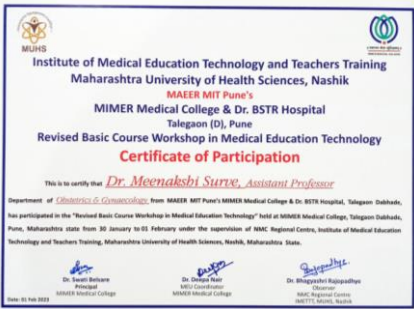 MUHS
Institute of Medical Education Technology and Teachers Training
Maharashtra University of Health Sciences, Nashik
MAEER MIT Pune's
MIMER Medical College & Dr. BSTR Hospital
Talegaon (D), Pune
Revised Basic Course Workshop in Medical Education Technology
Certificate of Participation
This is to certify that Dr. Meenakshi Surve, Assistant Professor
Department of Obstetrics & Gynaecology from MAEER MIT Pune's MIMER Medical College & Dr. BSTR Hospital, Talegaon Dabhade,
has participated in the "Revised Basic Course Workshop in Medical Education Technology" held at MIMER Medical College, Talegaon Dabhade,
Pune, Maharashtra state from 30 January to 01 February under the supervision of NMC Regional Centre, Institute of Medical Education
Technology and Teachers Training, Maharashtra University of Health Sciences, Nashik, Maharashtra State.
Dr. Swati Belsare
Principal
MIMER Medical College
Dr. Deepa Nair
MEU Coordinator
MIMER Medical College
Dr. Bhagyashri Rajopadhye
Observer
NMC Regional Centre
IMETTT, MUHS, Nashik
Date: 01 Feb 2023